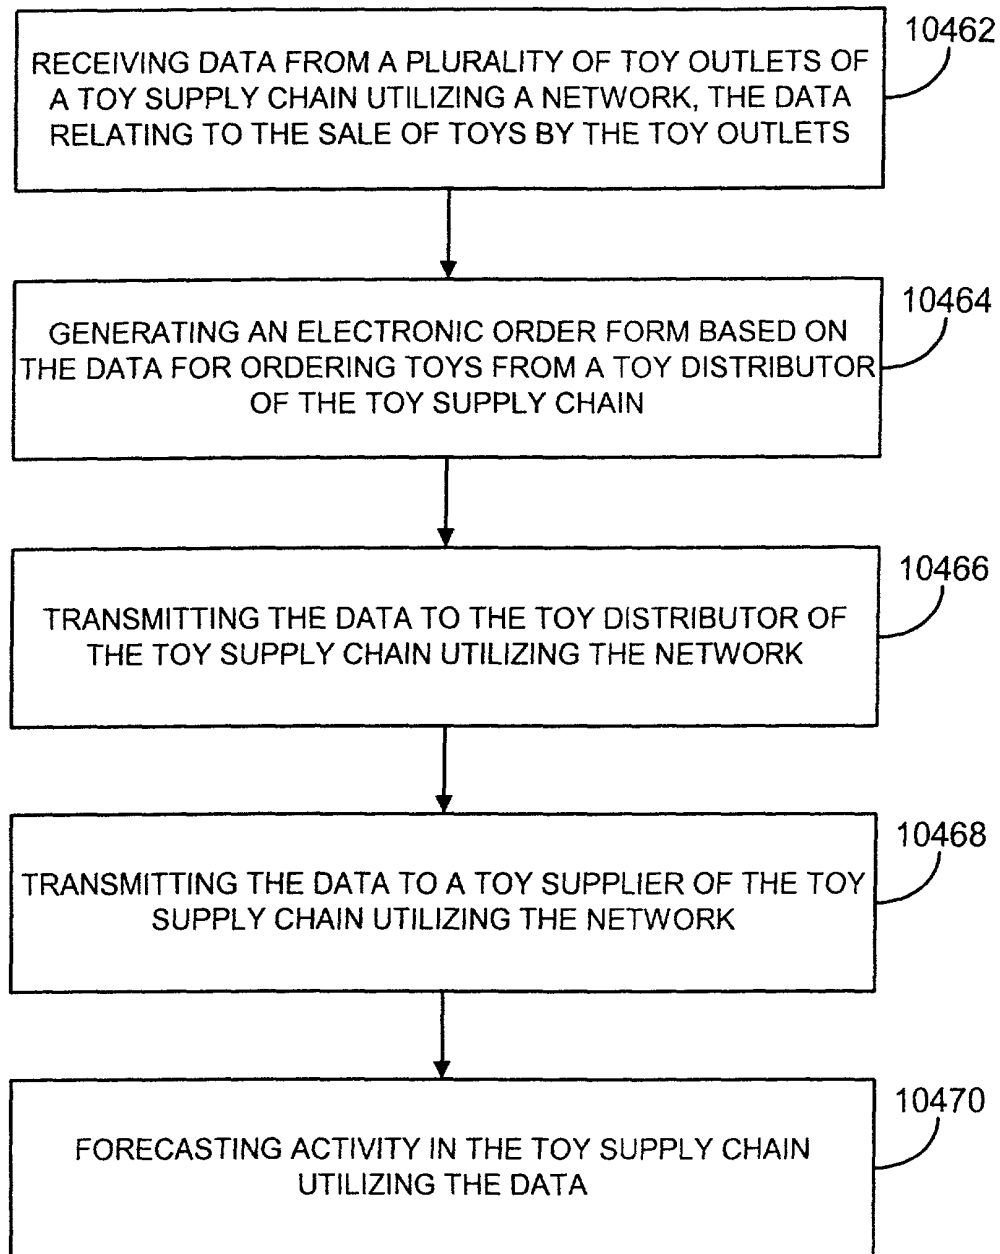 10462
RECEIVING DATA FROM A PLURALITY OF TOY OUTLETS OF
A TOY SUPPLY CHAIN UTILIZING A NETWORK, THE DATA
RELATING TO THE SALE OF TOYS BY THE TOY OUTLETS
10464
GENERATING AN ELECTRONIC ORDER FORM BASED ON
THE DATA FOR ORDERING TOYS FROM A TOY DISTRIBUTOR
OF THE TOY SUPPLY CHAIN
10466
TRANSMITTING THE DATA TO THE TOY DISTRIBUTOR OF
THE TOY SUPPLY CHAIN UTILIZING THE NETWORK
10468
TRANSMITTING THE DATA TO A TOY SUPPLIER OF THE TOY
SUPPLY CHAIN UTILIZING THE NETWORK
10470
FORECASTING ACTIVITY IN THE TOY SUPPLY CHAIN
UTILIZING THE DATA